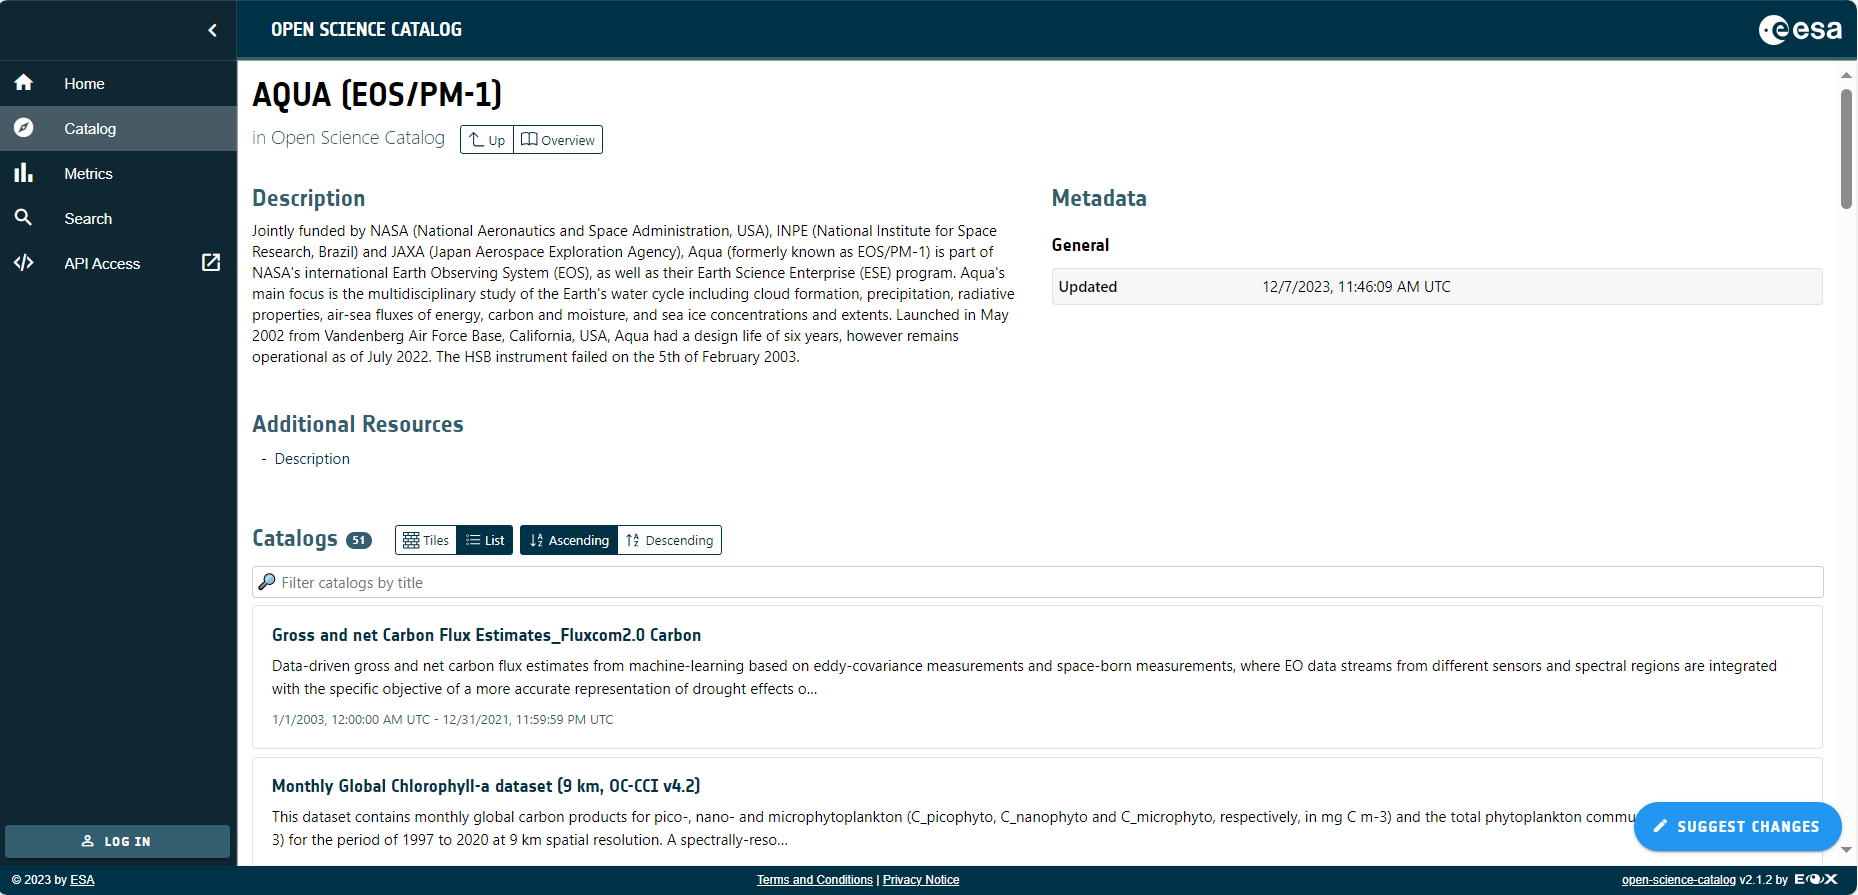 OPEN SCIENCE CATALOG
esa
Home
Catalog
Metrics
Search
API Access
LOG IN
AQUA (EOS/PM-1)
in Open Science Catalog
Up
Overview
Description
Jointly funded by NASA (National Aeronautics and Space Administration, USA), INPE (National Institute for Space
Research, Brazil) and JAXA (Japan Aerospace Exploration Agency), Aqua (formerly known as EOS/PM-1) is part of
NASA's international Earth Observing System (EOS), as well as their Earth Science Enterprise (ESE) program. Aqua's
main focus is the multidisciplinary study of the Earth's water cycle including cloud formation, precipitation, radiative
properties, air-sea fluxes of energy, carbon and moisture, and sea ice concentrations and extents. Launched in May
2002 from Vandenberg Air Force Base, California, USA, Aqua had a design life of six years, however remains
operational as of July 2022. The HSB instrument failed on the 5th of February 2003.
Metadata
General
Updated 12/7/2023, 11:46:09 AM UTC
Additional Resources
- Description
Catalogs 51
Tiles
List
Ascending
Descending
Filter catalogs by title
Gross and net Carbon Flux Estimates_Fluxcom2.0 Carbon
Data-driven gross and net carbon flux estimates from machine-learning based on eddy-covariance measurements and space-born measurements, where EO data streams from different sensors and spectral regions are integrated
with the specific objective of a more accurate representation of drought effects o...
1/1/2003, 12:00:00 AM UTC - 12/31/2021, 11:59:59 PM UTC
Monthly Global Chlorophyll-a dataset (9 km, OC-CCI v4.2)
This dataset contains monthly global carbon products for pico-, nano- and microphytoplankton (C_picophyto, C_nanophyto and C_microphyto, respectively, in mg C m-3) and the total phytoplankton commu
3) for the period of 1997 to 2020 at 9 km spatial resolution. A spectrally-reso...
SUGGEST CHANGES
© 2023 by ESA
Terms and Conditions | Privacy Notice
open-science-catalog v2.1.2 by EOX